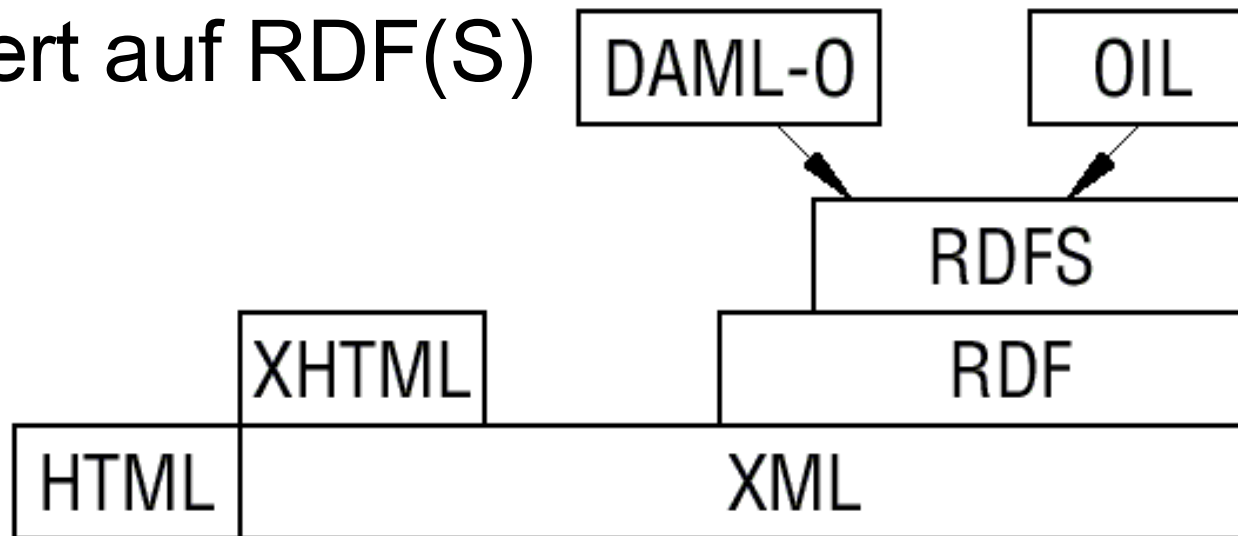 ert auf RDF(S)
DAML-O
OIL
RDFS
XHTML
RDF
HTML
XML